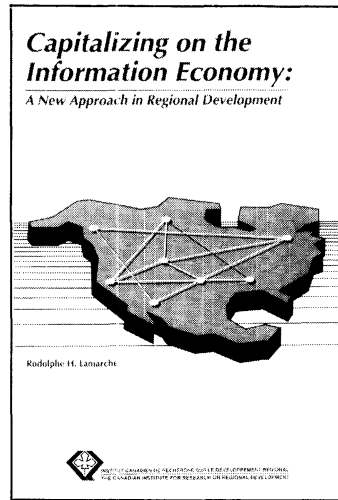 Capitalizing on the
Information Economy:
A New Approach in Regional Development
Rodolphe H. Lamarche
INSTITUT CANADIEN DE RECHERCHE SUR LE DÉVELOPPEMENT RÉGIONAL
THE CANADIAN INSTITUTE FOR RESEARCH ON REGIONAL DEVELOPMENT